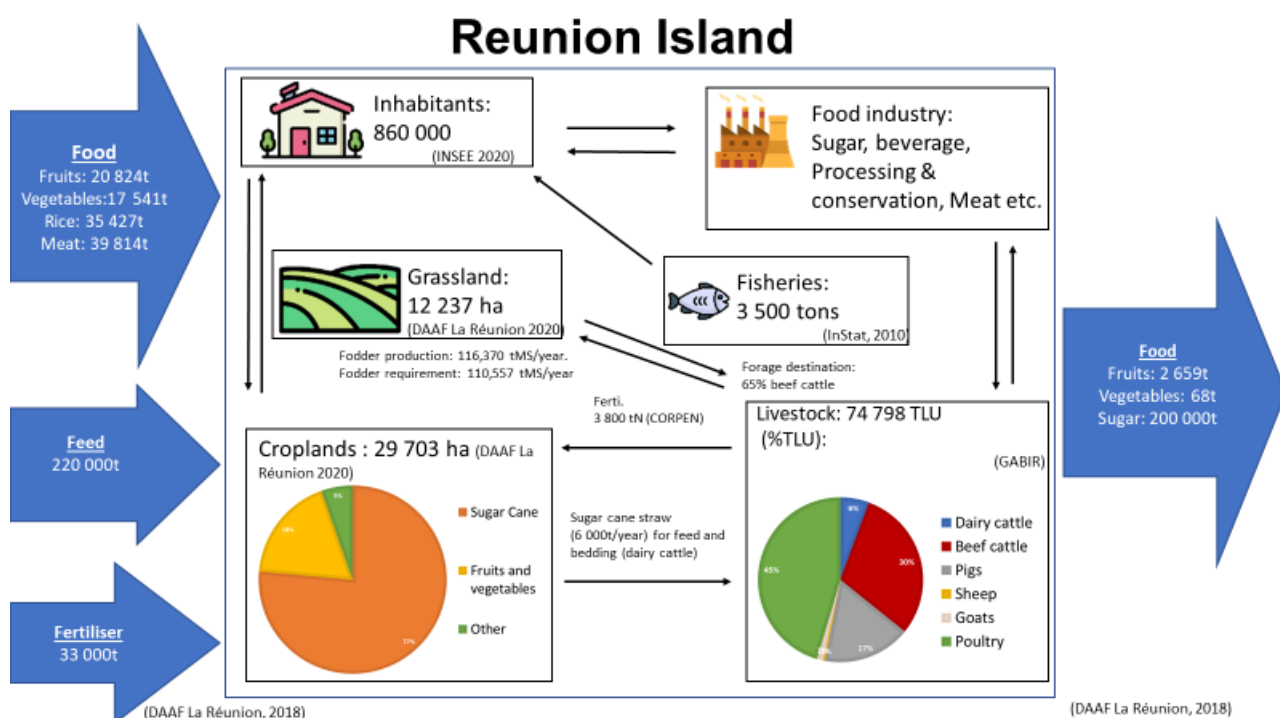 Reunion Island
Food
Fruits: 20 824t
Vegetables:17 541t
Rice: 35 427t
Meat: 39 814t
Feed
220 000t
Fertiliser
33 000t
(DAAF La Réunion, 2018)
Inhabitants:
860 000
(INSEE 2020)
Food industry:
Sugar, beverage,
Processing &
conservation, Meat etc.
Grassland:
12 237 ha
(DAAF La Réunion 2020)
Fodder production: 116,370 tMS/year.
Fodder requirement: 110,557 tMS/year
Fisheries:
3 500 tons
(InStat, 2010)
Forage destination:
65% beef cattle
Ferti.
3 800 tN (CORPEN)
Croplands : 29 703 ha (DAAF La
Réunion 2020)
5%
18%
77%
Sugar Cane
Fruits and
vegetables
Other
Sugar cane straw
(6 000t/year) for feed and
bedding (dairy cattle)
Livestock: 74 798 TLU
(%TLU):
(GABIR)
6%
30%
45%
17%
Dairy cattle
Beef cattle
Pigs
Sheep
Goats
Poultry
Food
Fruits: 2 659t
Vegetables: 68t
Sugar: 200 000t
(DAAF La Réunion, 2018)